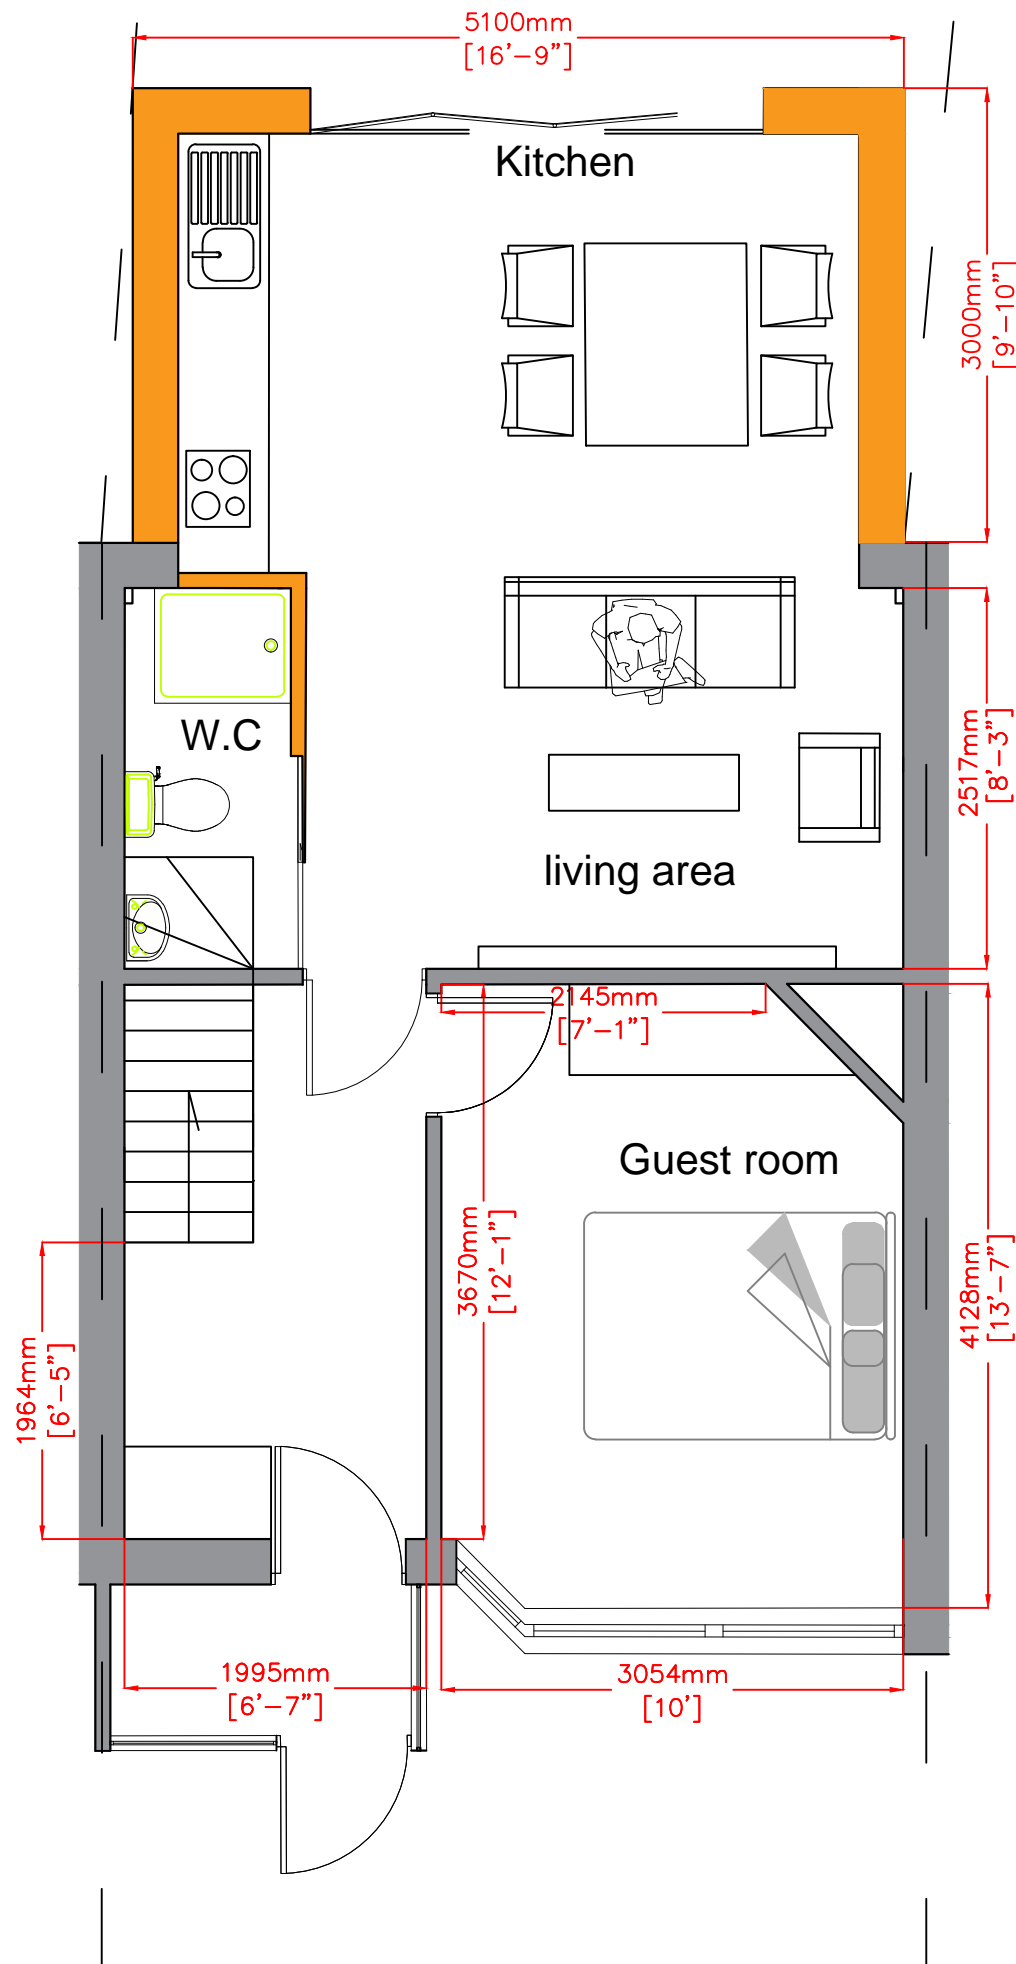 5100mm
[16'-9"]
Kitchen
3000mm
[9'-10"]
W.C
2517mm
[8'-3"]
living area
2145mm
[7'-1"]
Guest room
3670mm
[12'-1"]
4128mm
[13'-7"]
1964mm
[6'-5"]
1995mm
[6'-7"]
3054mm
[10']